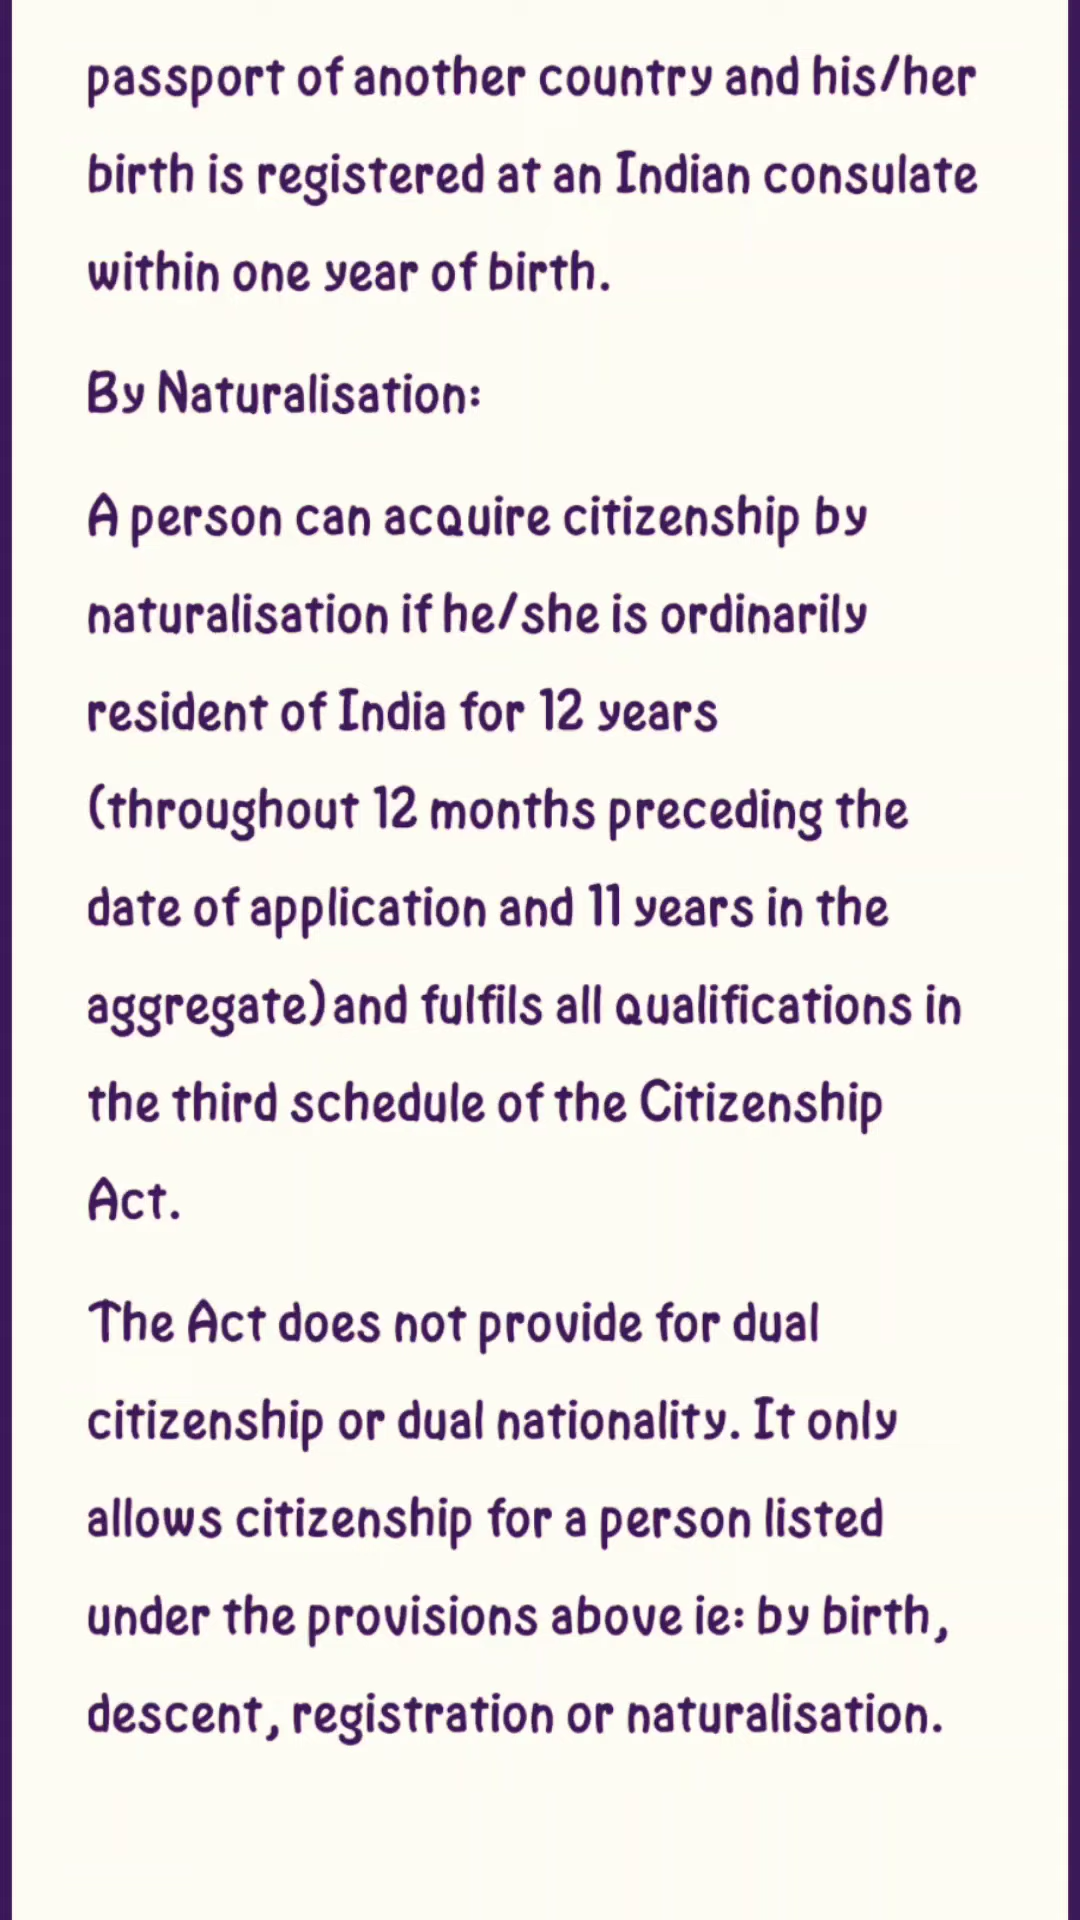 passport of another country and his/her
birth is registered at an Indian consulate
within one year of birth.
By Naturalisation:
A person can acquire citizenship by
naturalisation if he/she is ordinarily
resident of India for 12 years
(throughout 12 months preceding the
date of application and 11 years in the
aggregate)and fulfils all qualifications in
the third schedule of the Citizenship
Act.
The Act does not provide for dual
citizenship or dual nationality. It only
allows citizenship for a person listed
under the provisions above ie: by birth,
descent, registration or naturalisation.